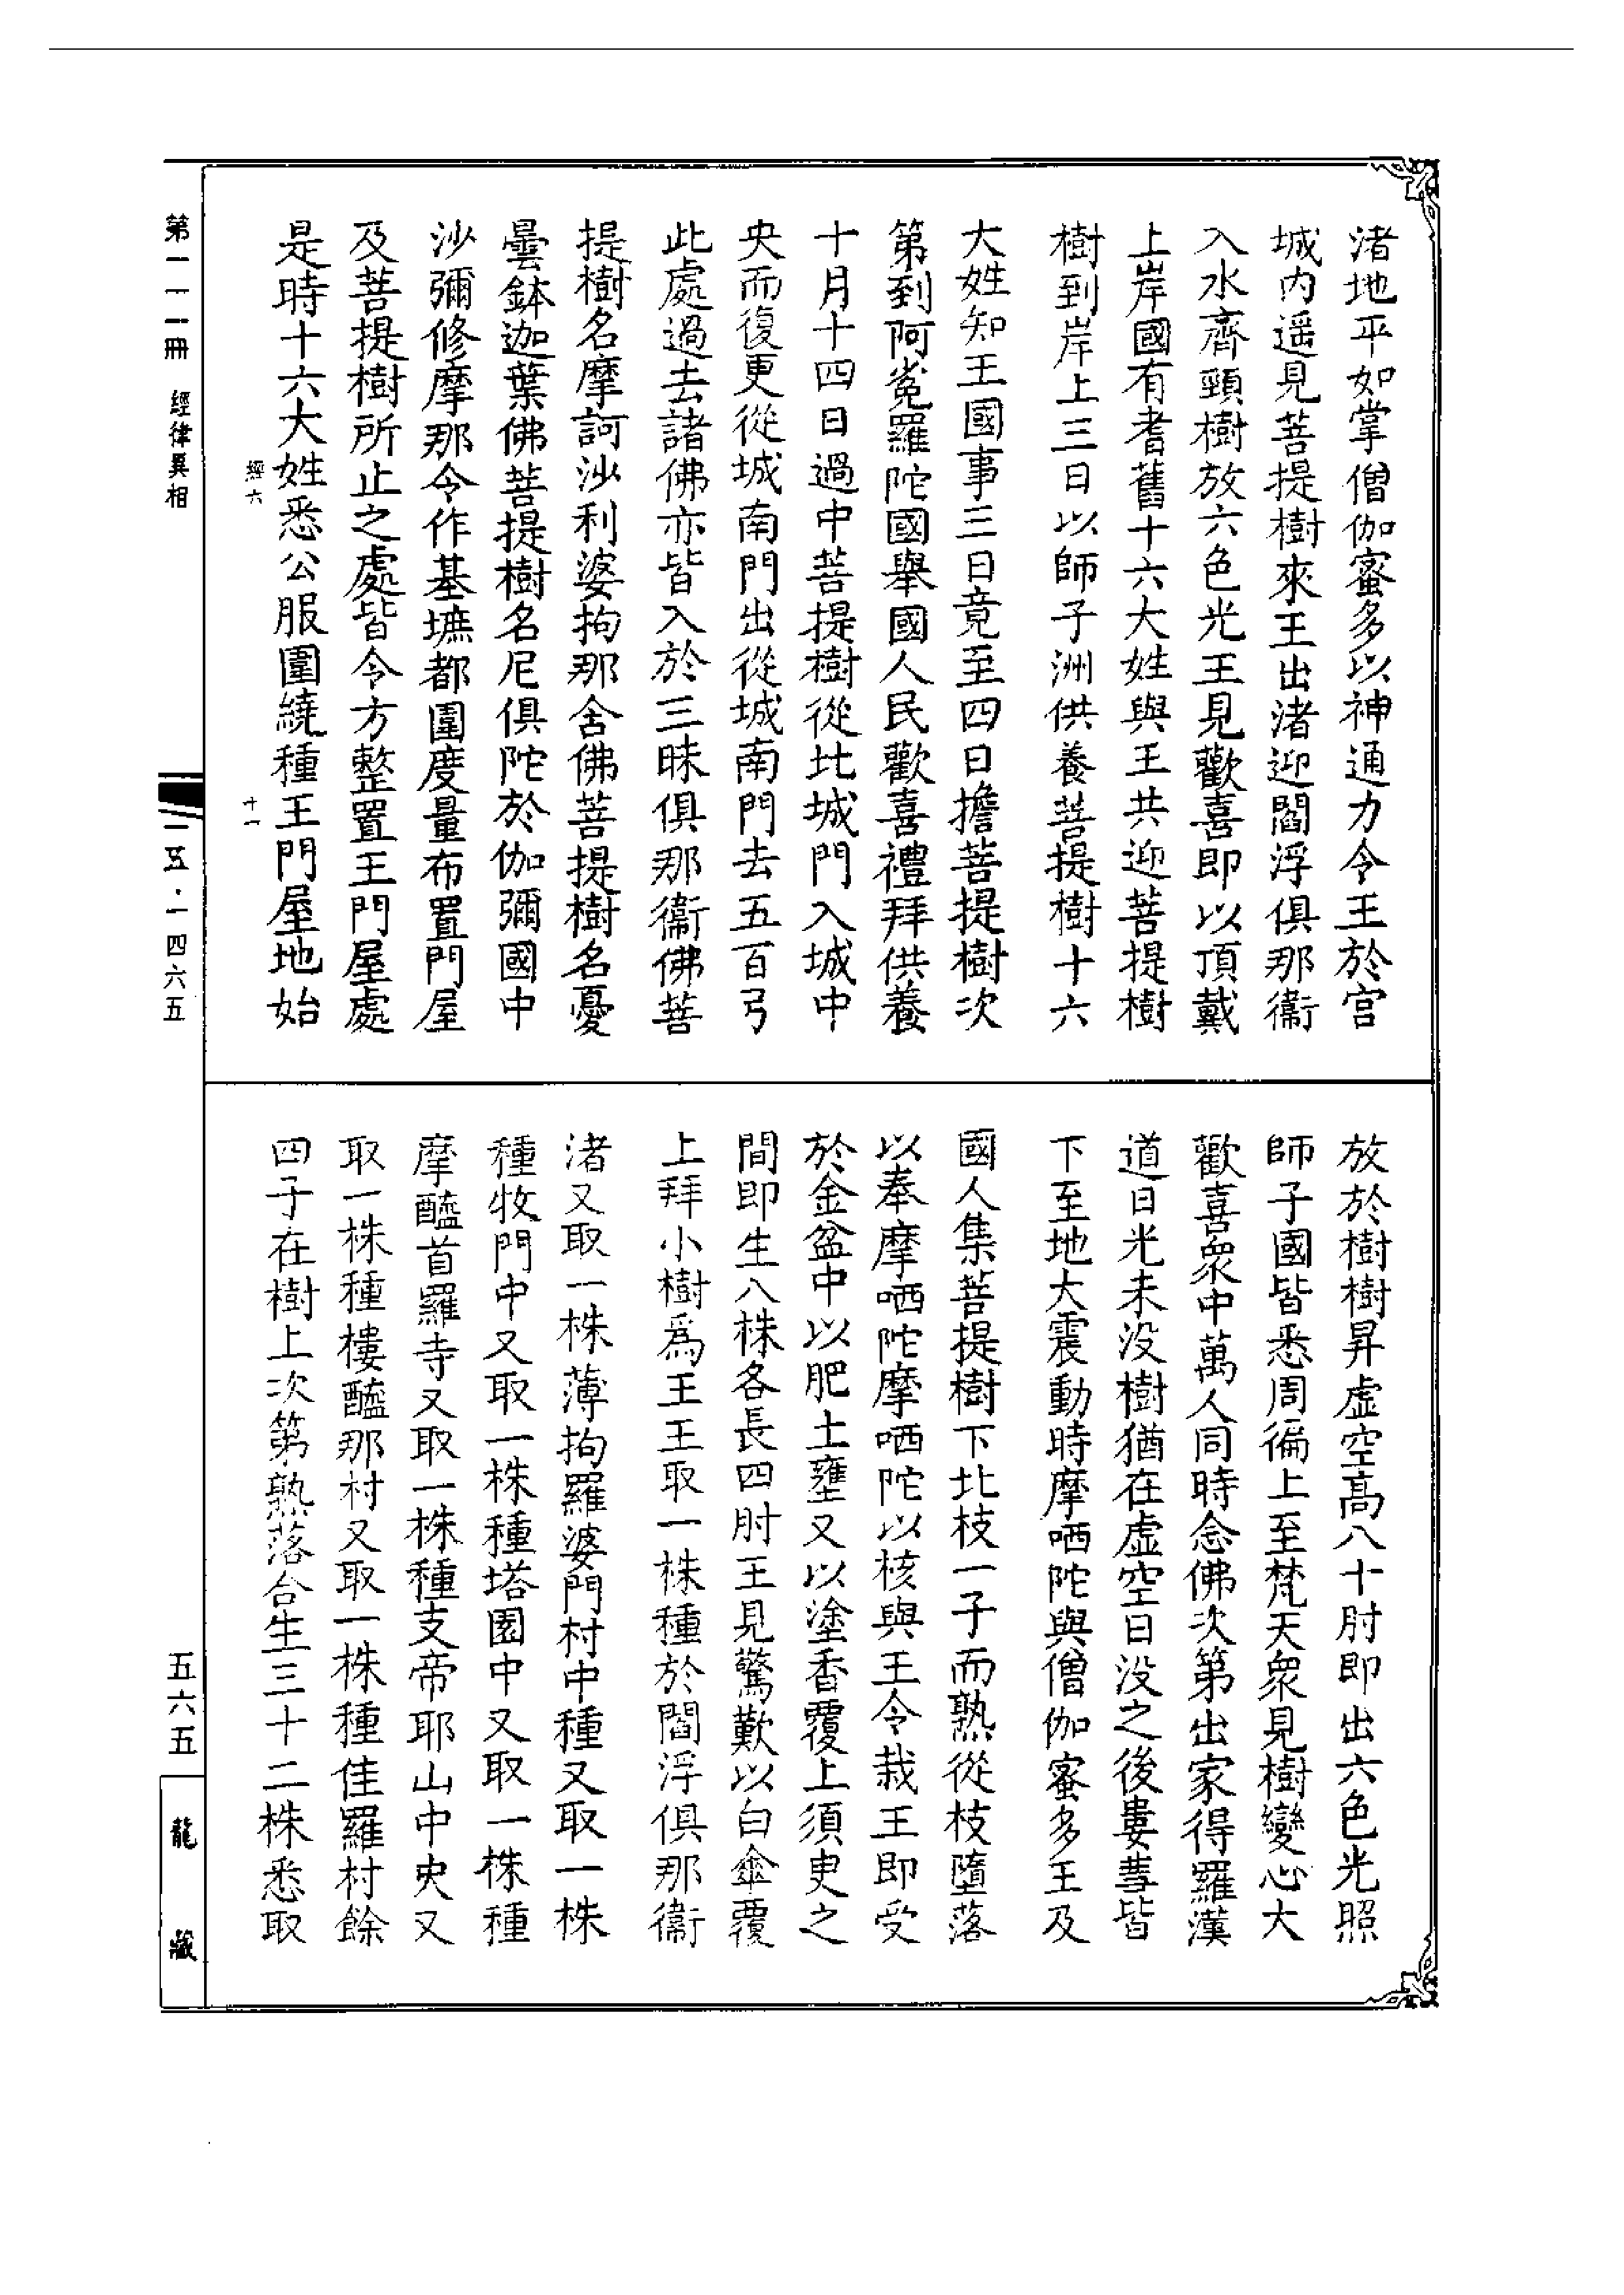 渚地平如掌僧伽蜜多以神通力令王於宫
城内遥見菩提樹來王出渚迎閻浮俱那衞
入水齊頸樹放六色光王見歡喜即以頂戴
上岸國有耆舊十六大姓與王共迎菩提樹
樹到岸上三日以師子洲供養菩提樹十六
大姓知王國事三日竟至四日擔菩提樹次
第到阿㝹羅陀國舉國人民歡喜禮拜供養
十月十四日過中菩提樹從北城門入城中
央而復更從城南門出從城南門去五百弓
此處過去諸佛亦皆入於三昧俱那衞佛菩
提樹名摩訶沙利婆拘那舍佛菩提樹名憂
曇鉢迦葉佛菩提樹名尼俱陀於伽彌國中
沙彌修摩那令作基墌都圍度量布置門屋
及菩提樹所止之處皆令方整置王門屋處
是時十六大姓悉公服圍繞種王門屋地始
放於樹樹昇虛空高八十肘即出六色光照
師子國皆悉周徧上至梵天衆見樹變心大
歡喜衆中萬人同時念佛次第出家得羅漢
道日光未没樹猶在虛空日没之後婁彗皆
下至地大震動時摩哂陀與僧伽蜜多王及
國人集菩提樹下北枝一子而熟從枝墮落
以奉摩哂陀摩哂陀以核與王令栽王即受
於金盆中以肥土壅又以塗香覆上須臾之
間即生八株各長四肘王見驚歎以白傘覆
上拜小樹爲王王取一株種於閻浮俱那衞
渚又取一株薄拘羅婆門村中種又取一株
種牧門中又取一株種塔園中又取一株種
摩醯首羅寺又取一株種支帝耶山中央又
取一株種樓醯那村又取一株種佳羅村餘
四子在樹上次第熟落合生三十二株悉取
經六
十一
第一一一冊 經律異相
一五·一四六五
五六五
龍藏